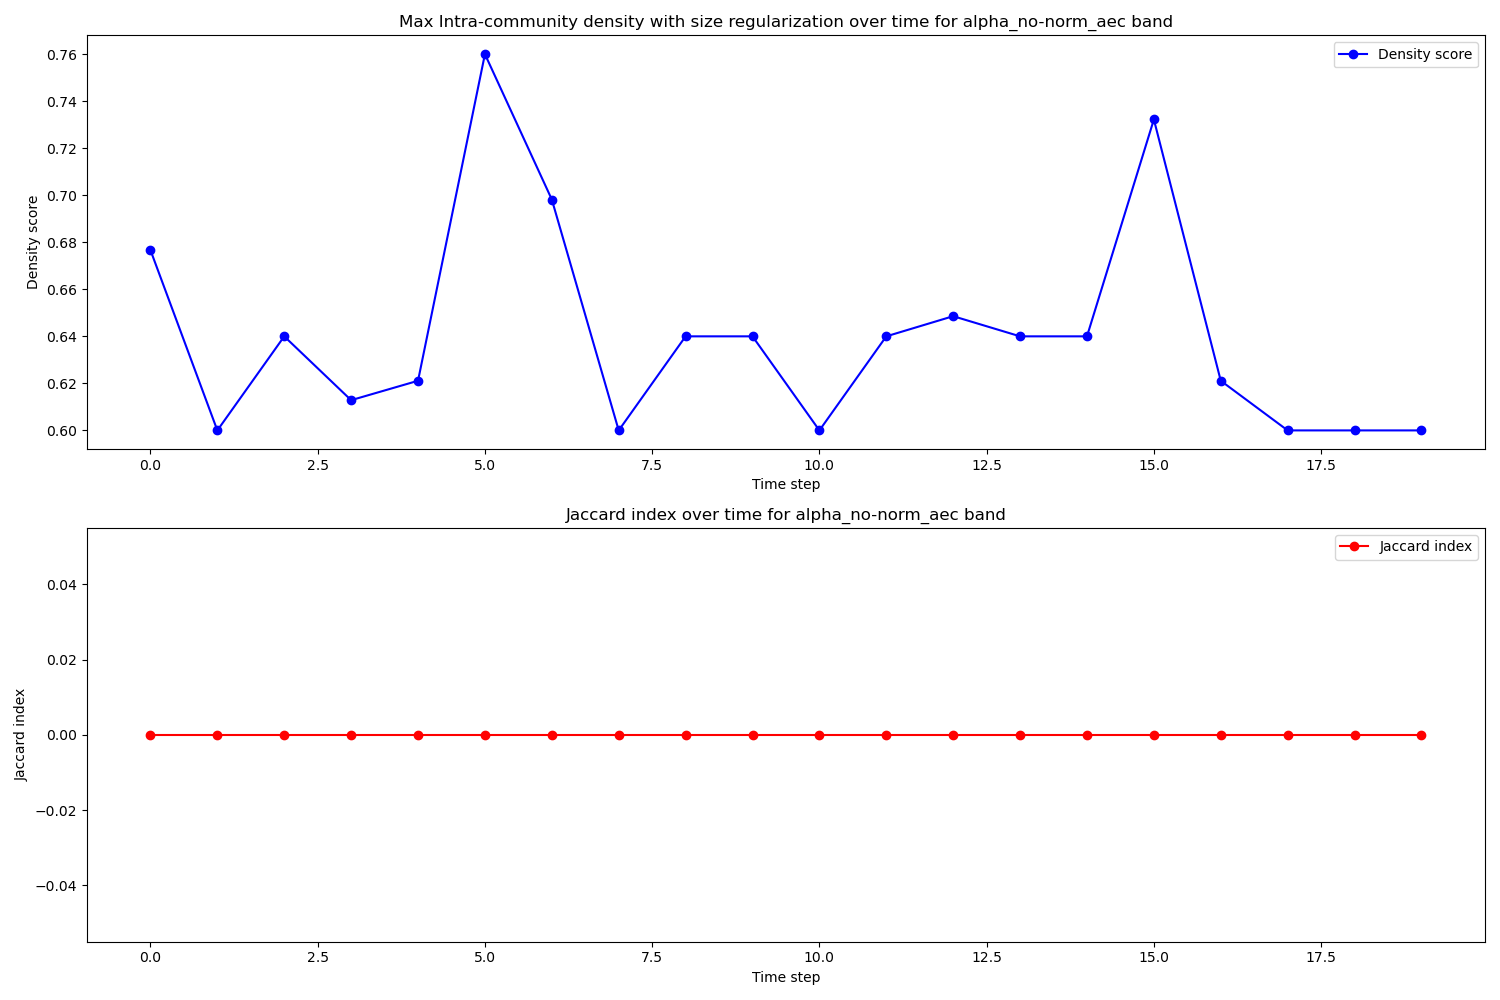 Max Intra-community density with size regularization over time for alpha_no-norm_aec band
Density score
0.76
0.74
0.72
0.70
0.68
0.66
0.64
0.62
0.60
Density score
0.0 2.5 5.0 7.5 10.0 12.5 15.0 17.5
Time step
Jaccard index over time for alpha_no-norm_aec band
Jaccard index
0.04
0.02
0.00
−0.02
−0.04
Jaccard index
0.0 2.5 5.0 7.5 10.0 12.5 15.0 17.5
Time step